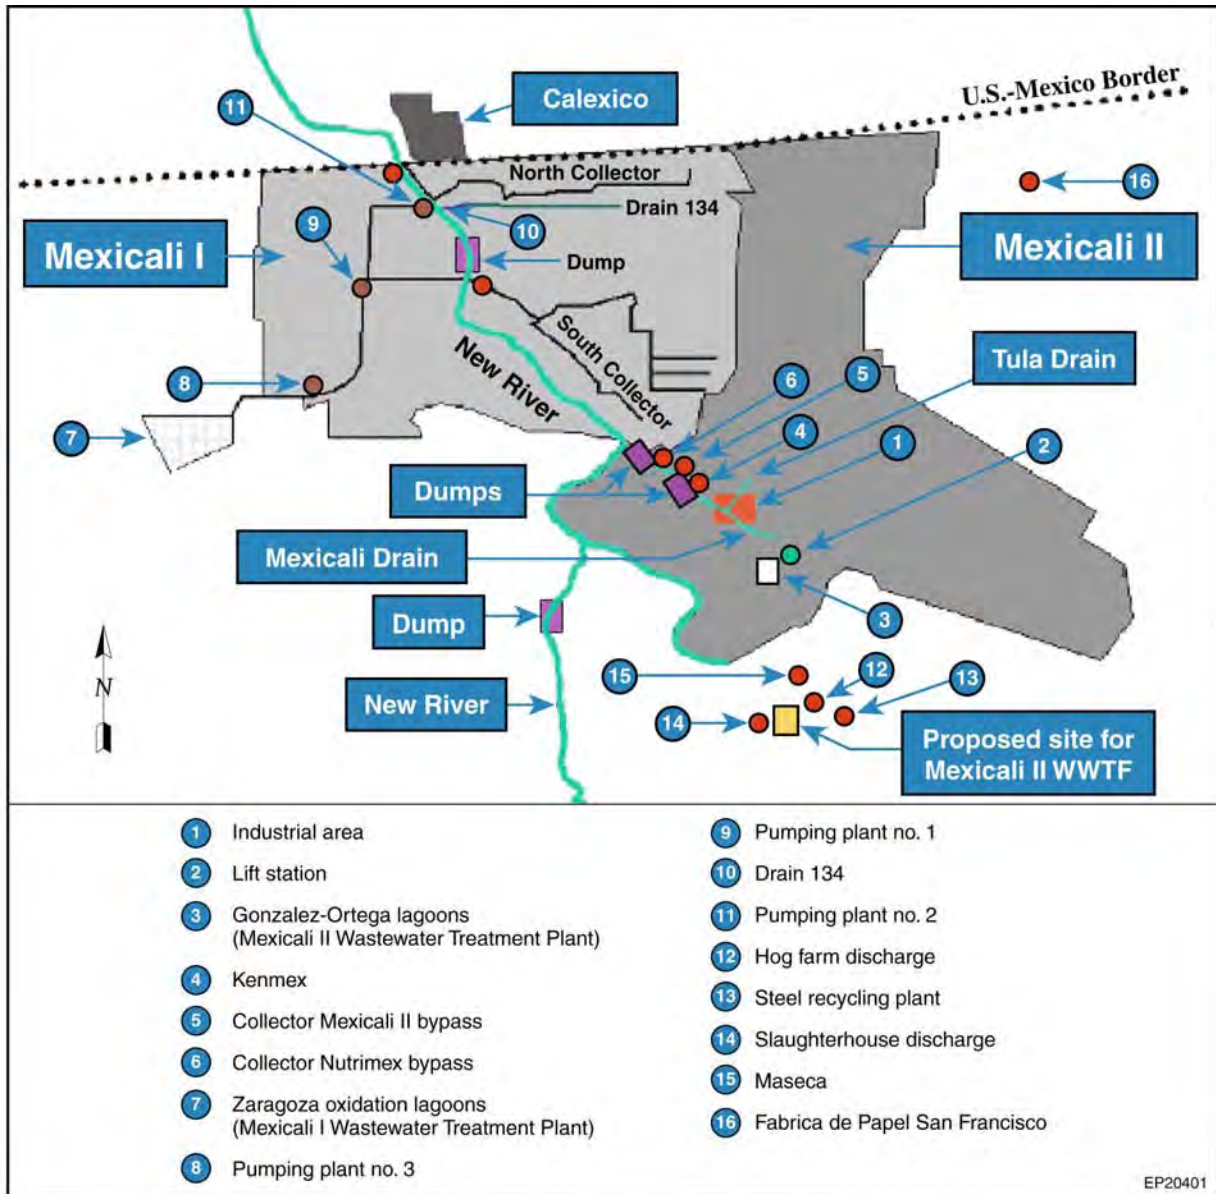 U.S.-Mexico Border
11
Calexico
North Collector
16
Drain 134
Mexicali I
9
10
Mexicali II
Dump
South Collector
New River
Tula Drain
8
6
5
7
4
1
2
Dumps
Mexicali Drain
Dump
3
N
15
12
13
New River
14
Proposed site for
Mexicali II WWTF
1 Industrial area
2 Lift station
3 Gonzalez-Ortega lagoons
(Mexicali II Wastewater Treatment Plant)
4 Kenmex
5 Collector Mexicali II bypass
6 Collector Nutrimex bypass
7 Zaragoza oxidation lagoons
(Mexicali I Wastewater Treatment Plant)
8 Pumping plant no. 3
9 Pumping plant no. 1
10 Drain 134
11 Pumping plant no. 2
12 Hog farm discharge
13 Steel recycling plant
14 Slaughterhouse discharge
15 Maseca
16 Fabrica de Papel San Francisco
EP20401